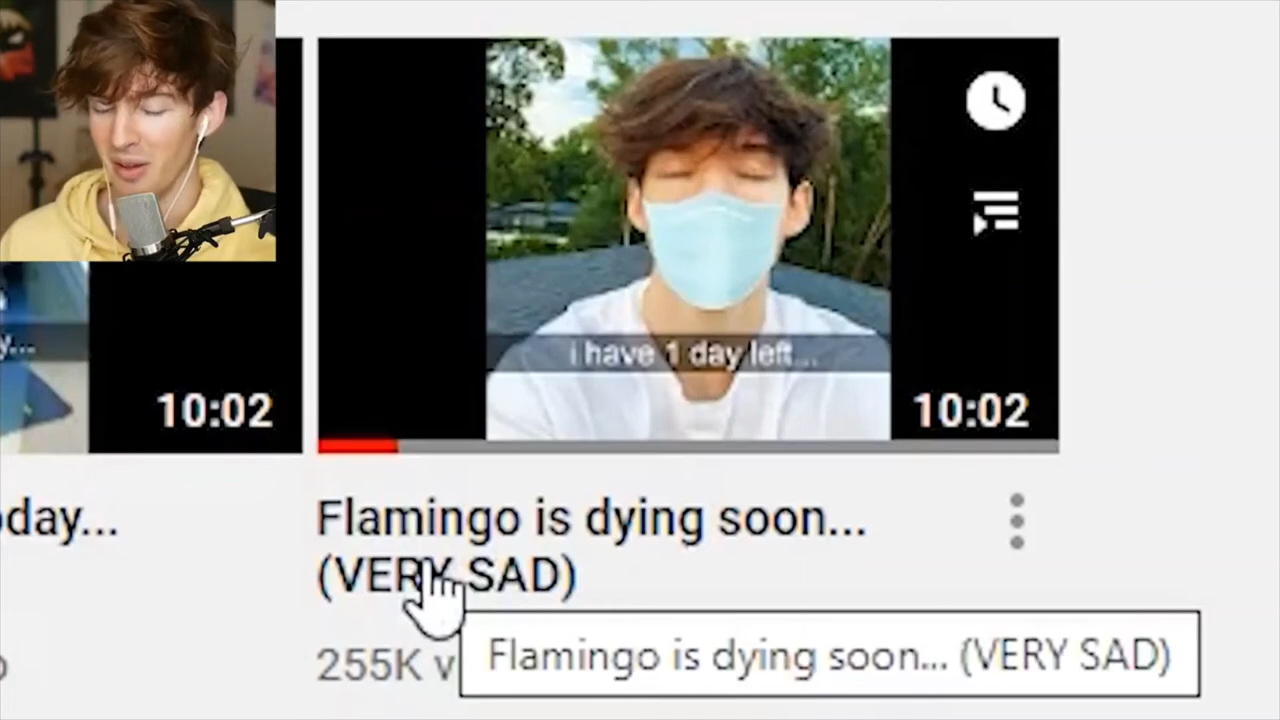 i have 1 day left...
y...
10:02
10:02
oday...
Flamingo is dying soon...
(VERY SAD)
255K v
Flamingo is dying soon... (VERY SAD)